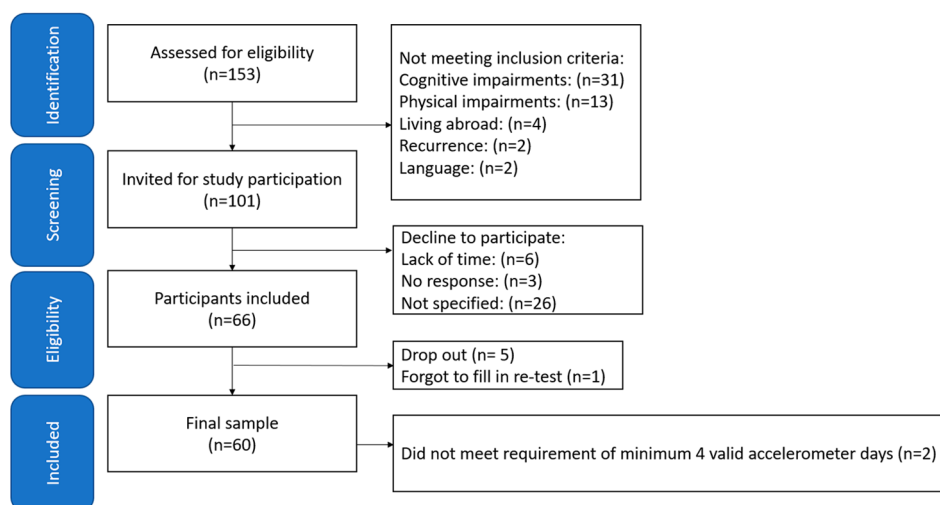 Identification
Assessed for eligibility
(n=153)
Not meeting inclusion criteria:
Cognitive impairments: (n=31)
Physical impairments: (n=13)
Living abroad: (n=4)
Recurrence: (n=2)
Language: (n=2)
Screening
Invited for study participation
(n=101)
Decline to participate:
Lack of time: (n=6)
No response: (n=3)
Not specified: (n=26)
Eligibility
Participants included
(n=66)
Drop out (n= 5)
Forgot to fill in re-test (n=1)
Included
Final sample
(n=60)
Did not meet requirement of minimum 4 valid accelerometer days (n=2)